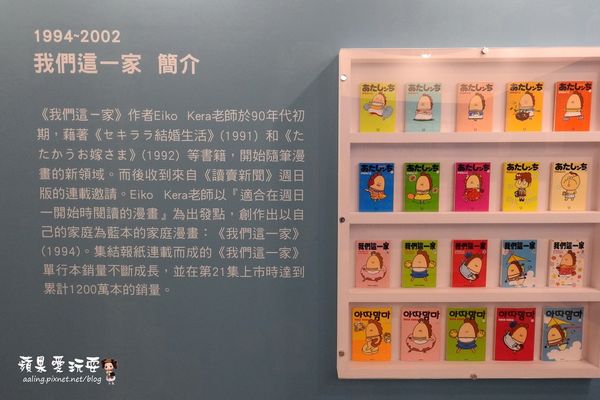 1994~2002
我們這一家 簡介
《我們這一家》作者Eiko Kera老師於90年代初
期，藉著《セキララ結婚生活》(1991) 和《た
たかうお嫁さま》(1992) 等書籍，開始隨筆漫
畫的新領域。而後收到來自《讀賣新聞》週日
版的連載邀請。Eiko Kera老師以『適合在週日
一開始時閱讀的漫畫』為出發點，創作出以自
己的家庭為藍本的家庭漫畫：《我們這一家》
(1994)。集結報紙連載而成的《我們這一家》
單行本銷量不斷成長，並在第21集上市時達到
累計1200萬本的銷量。
あたしンち
あたしンち
あたしンち
あたしンち
あたしンち
あたしンち
あたしンち
あたしンち
あたしンち
あたしンち
我們這一家
我們這一家
我們這一家
我們這一家
我們這一家
아따맘마
아따맘마
아따맘마
아따맘마
아따맘마
蘋果愛玩耍
aaling.pixnet.net/blog